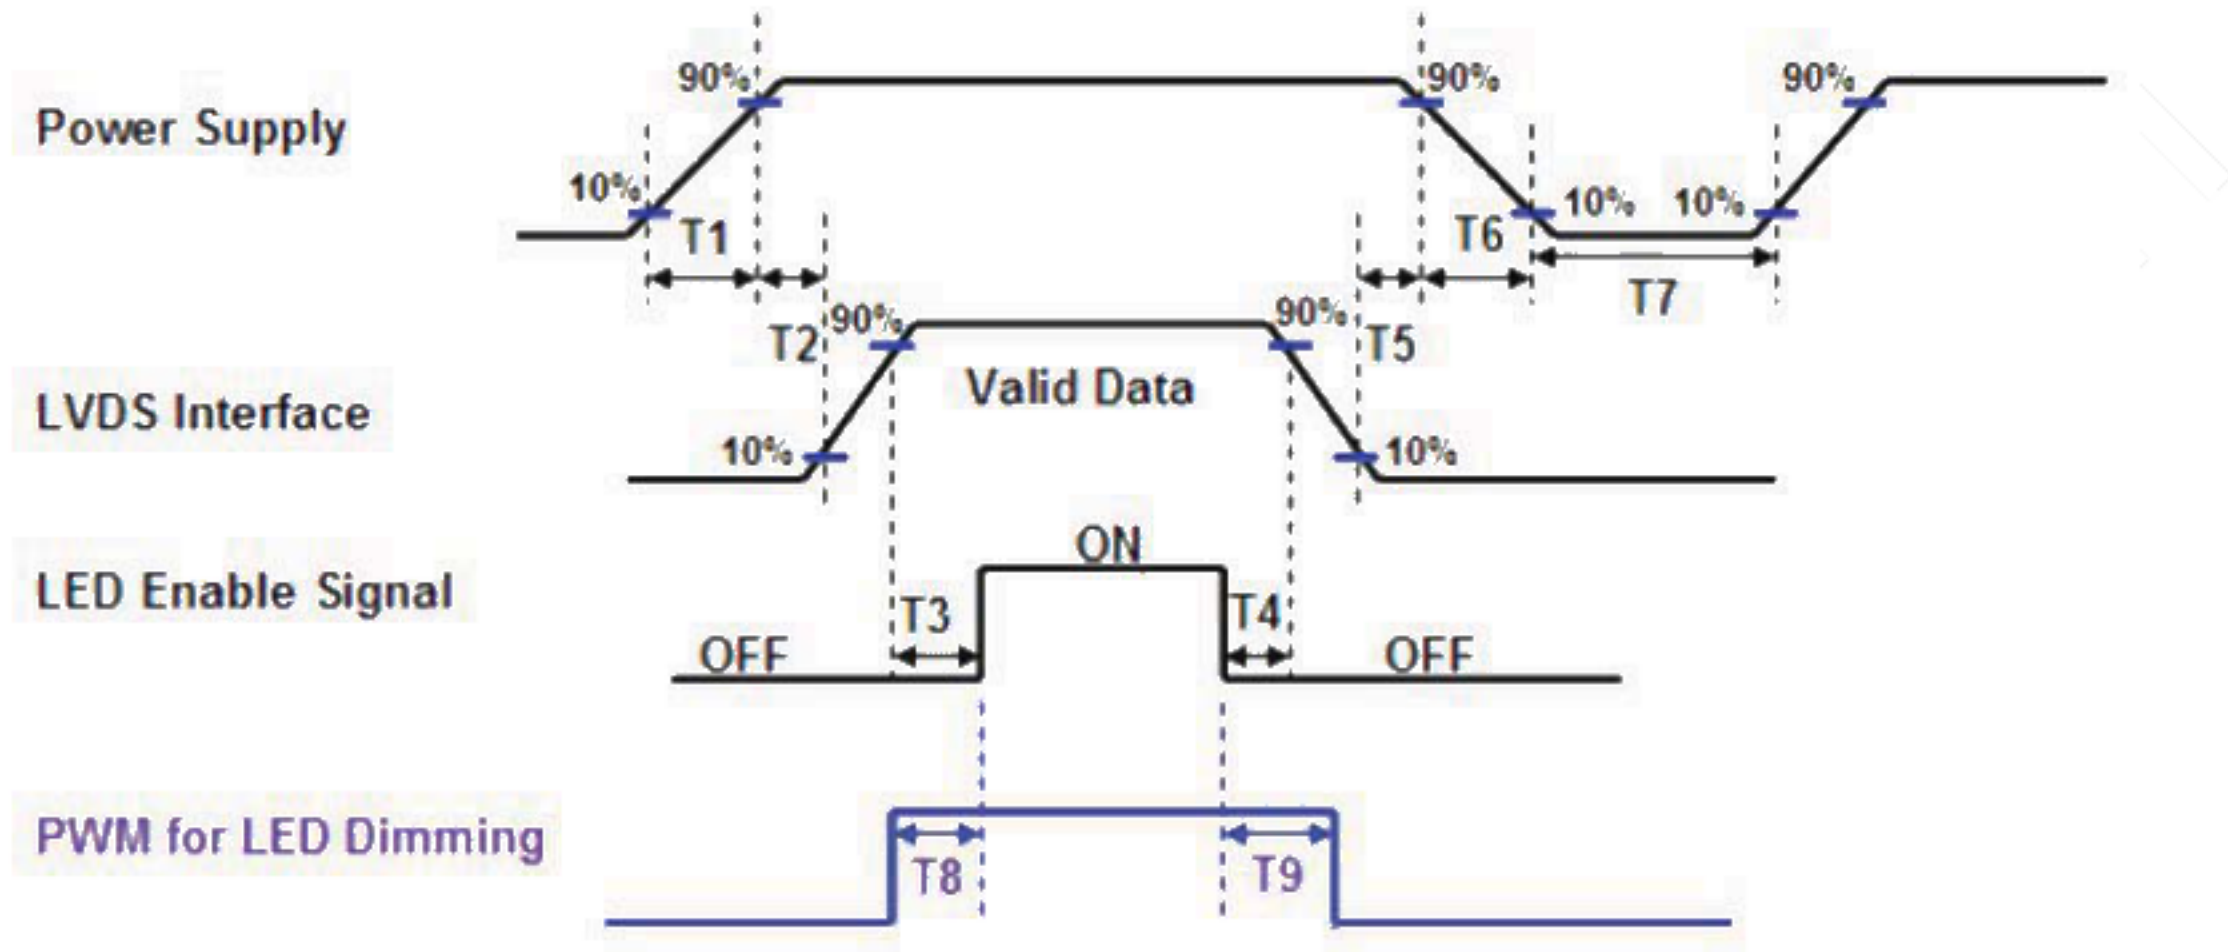 90% 90% 90%
Power Supply
10% 10% 10%
T1 T6
T7
90% 90%
T2 T5
Valid Data
LVDS Interface
10% 10%
ON
LED Enable Signal
T3 T4
OFF OFF
PWM for LED Dimming
T8 T9